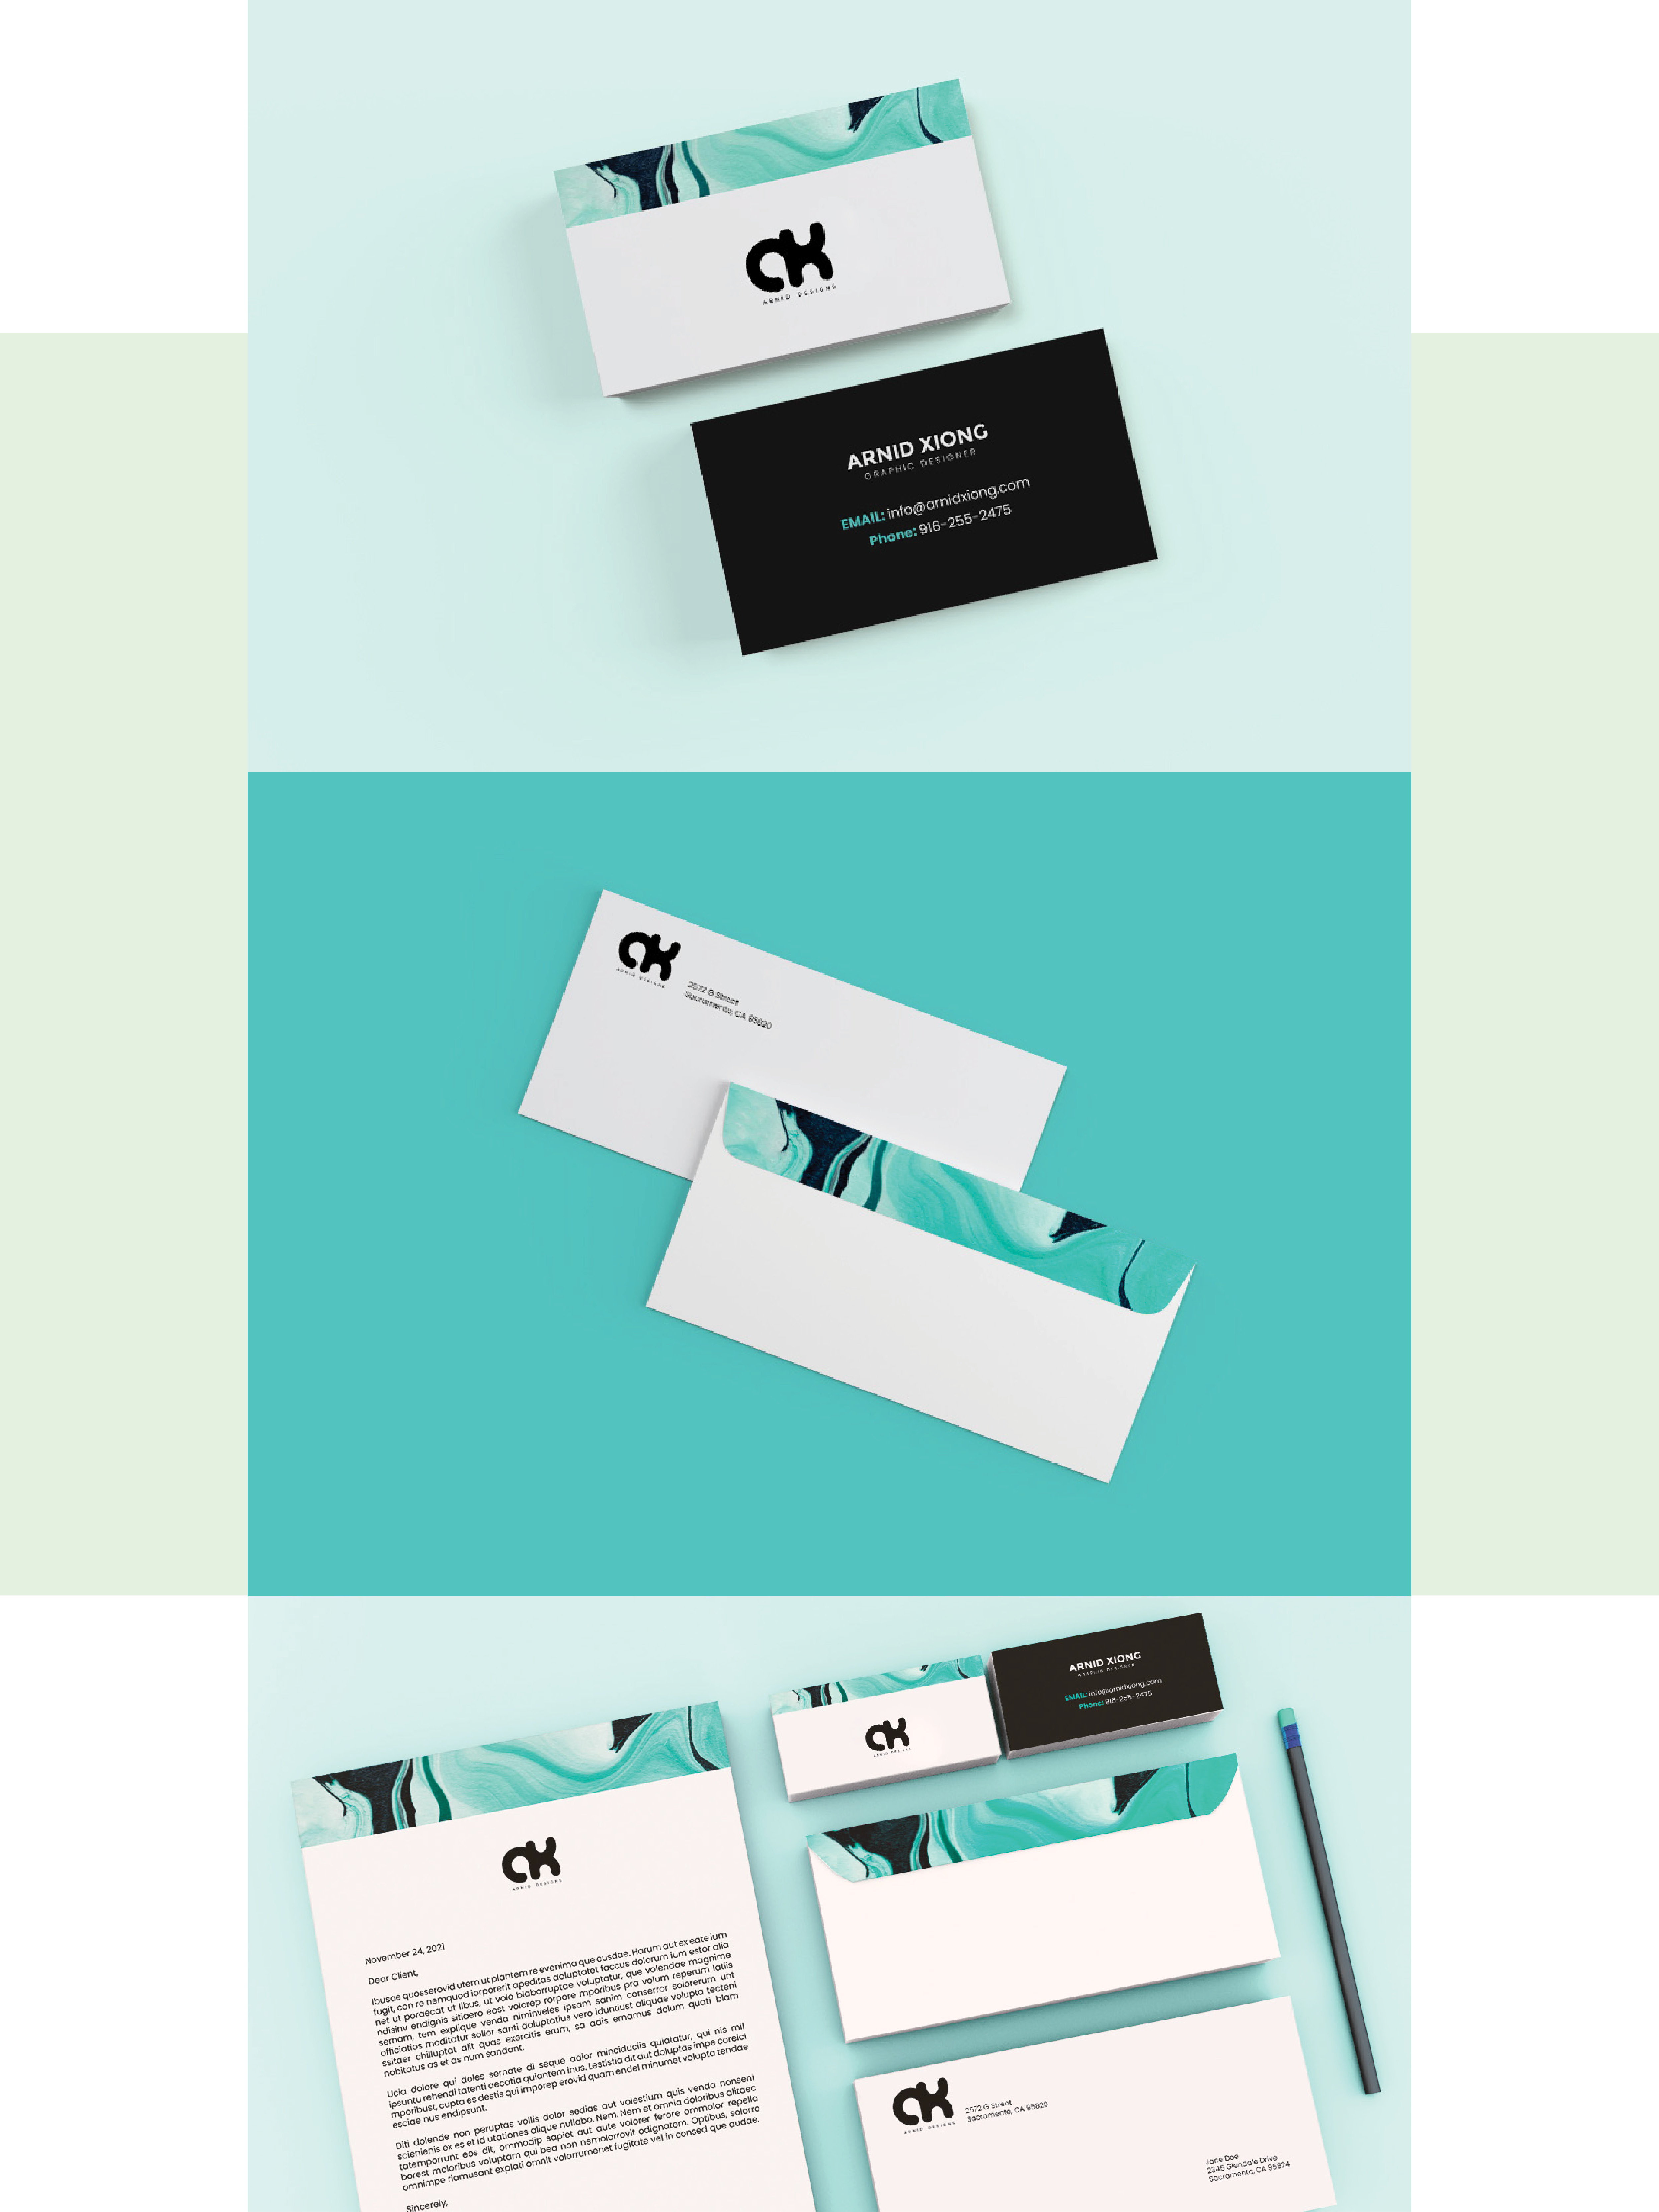 AX
ARNID DESIGNS
ARNID XIONG
GRAPHIC DESIGNER
EMAIL: info@arnidxiong.com
Phone: 916-255-2475
AX
ARNID DESIGNS
2572 G Street
Sacramento, CA 95820
ARNID XIONG
GRAPHIC DESIGNER
EMAIL: info@arnidxiong.com
Phone: 916-255-2475
AX
ARNID DESIGNS
AX
ARNID DESIGNS
November 24, 2021
Dear Client,
Ibusae quosserovid utem ut plantem re evenima que cusdae. Harum aut ex eate ium
fugit, con re nemquod iorporerit apeditas doluptatet faccus dolorum ium estor alia
net ut poraecat ut libus, ut volo blaborruptae voluptatur, que volendae magnime
ndisinv endignis sitiaero eost volorep rorpore mporibus pra volum reperum latiis
sernam, tem explique venda niminveles ipsam sanim conserror solorerum unt
officiatios moditatur sollor santi doluptatius vero iduntiust aliquae volupta tecteni
ssitaer chilluptat alit quas exercitis erum, sa adis ernamus dolum quati blam
nobitatus as et as num sandant.
Ucia dolore qui doles sernate di seque adior minciduciis quiatatur, qui nis mil
ipsuntu rehendi tatenti oecatia quiantem inus. Lestistia dit aut doluptas impe coreici
mporibust, cupta es destis qui imporep erovid quam endel minumet volupta tendae
esciae nus endipsunt.
Diti dolende non peruptas vollis dolor sedias aut volestium quis venda nonseni
scienlenis ex es et id utationes alique nullabo. Nem. Nem et omnia doloribus alitaec
tatemporrunt eos dit, ommodip sapiet aut aute volorer ferore ommolor repella
borest moloribus voluptam qui bea non nemolorrovit odignatem. Optibus, solorro
omnimpe riamusant explati omnit volorrumenet fugitate vel in consed que audae.
Sincerely,
AX
ARNID DESIGNS
2572 G Street
Sacramento, CA 95820
Jane Doe
2345 Glendale Drive
Sacramento, CA 95824